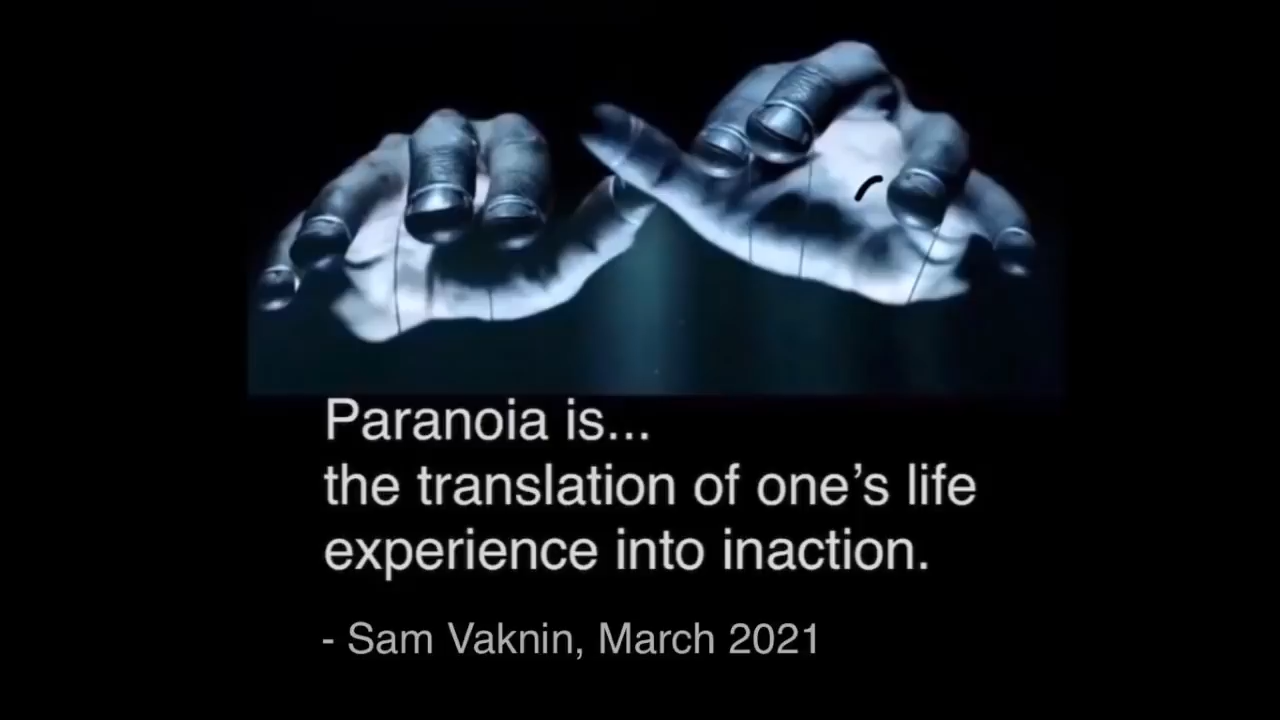 Paranoia is...
the translation of one’s life
experience into inaction.
- Sam Vaknin, March 2021